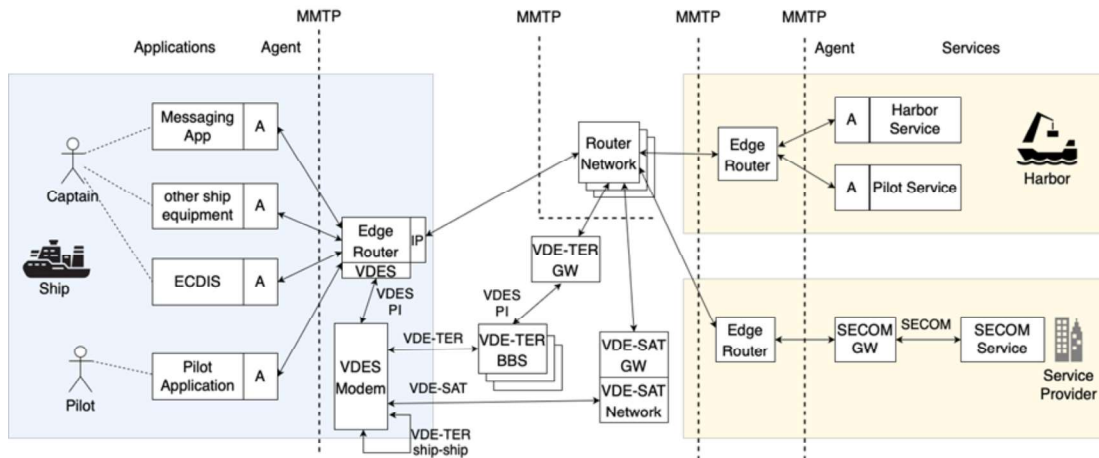 MMTP
MMTP
MMTP
MMTP
Applications
Agent
Agent
Services
Messaging
App
A
other ship
equipment
A
ECDIS
A
Pilot
Application
A
Captain
Ship
Pilot
Edge
Router
IP
VDES
VDES
PI
VDES
Modem
VDE-TER
VDE-SAT
VDE-TER
ship-ship
Router
Network
VDE-TER
GW
VDES
PI
VDE-TER
BBS
VDE-SAT
GW
VDE-SAT
Network
Edge
Router
A
Harbor
Service
A
Pilot Service
Harbor
Edge
Router
SECOM
GW
SECOM
SECOM
Service
Service
Provider